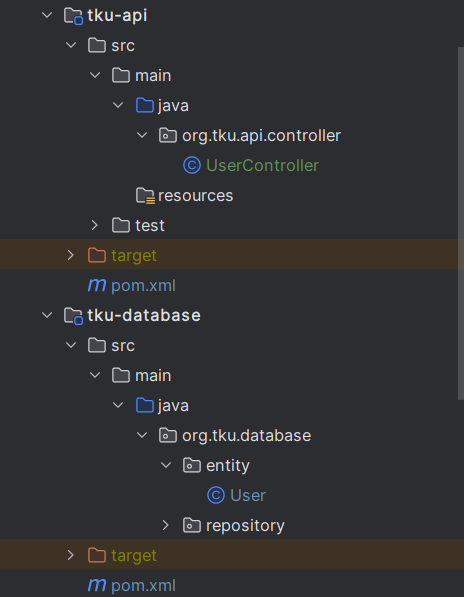 tku-api
src
main
java
org.tku.api.controller
UserController
resources
test
target
pom.xml
tku-database
src
main
java
org.tku.database
entity
User
repository
target
pom.xml